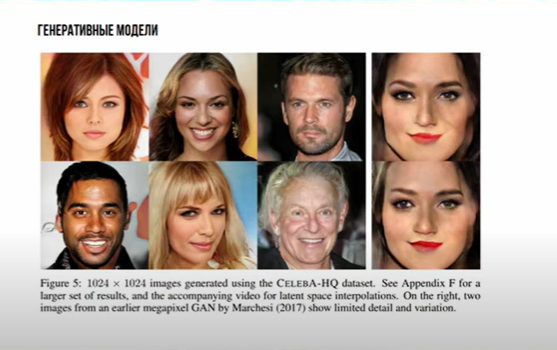 ГЕНЕРАТИВНЫЕ МОДЕЛИ
Figure 5: 1024 × 1024 images generated using the CELEBA-HQ dataset. See Appendix F for a
larger set of results, and the accompanying video for latent space interpolations. On the right, two
images from an earlier megapixel GAN by Marchesi (2017) show limited detail and variation.